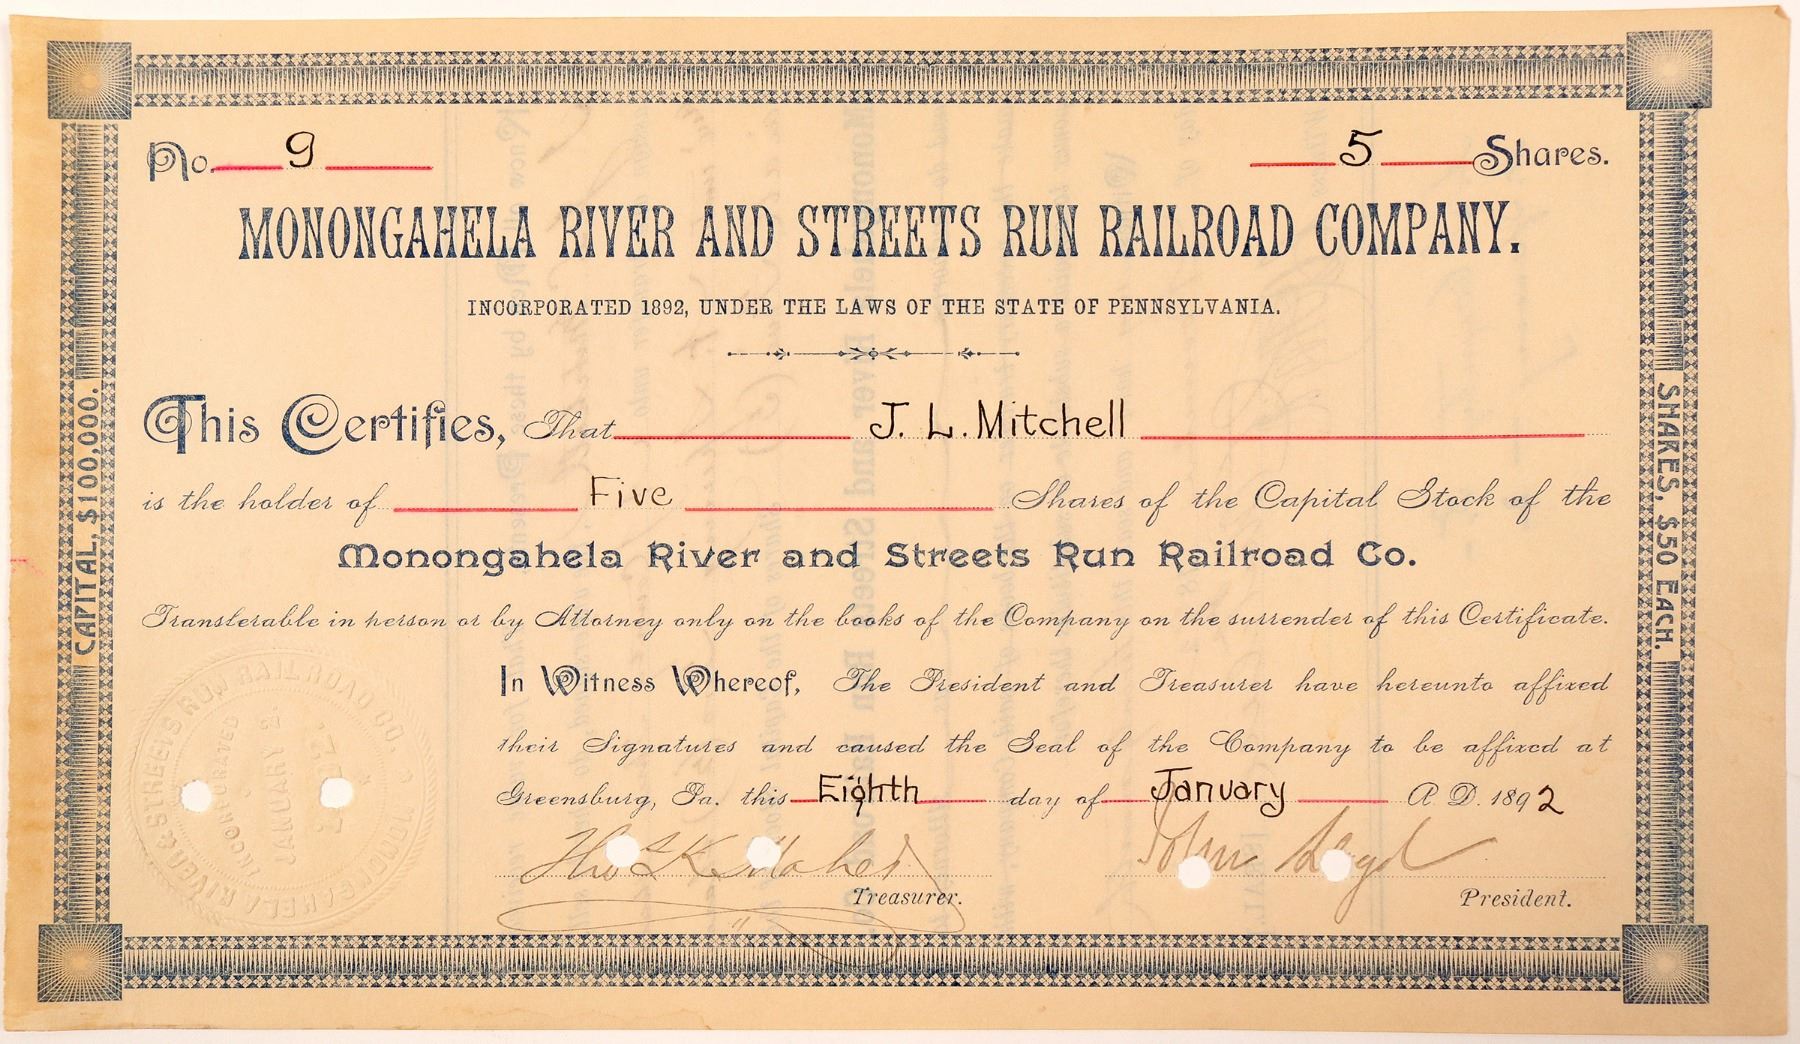 No. 9 5 Shares.
MONONGAHELA RIVER AND STREETS RUN RAILROAD COMPANY.
INCORPORATED 1892, UNDER THE LAWS OF THE STATE OF PENNSYLVANIA.
This Certifies, That J. L. Mitchell
is the holder of Five Shares of the Capital Stock of the
Monongahela River and Streets Run Railroad Co.
Transferable in person or by Attorney only on the books of the Company on the surrender of this Certificate.
In Witness Whereof, The President and Treasurer have hereunto affixed
their Signatures and caused the Seal of the Company to be affixed at
Greensburg, Pa. this Eighth day of January A. D. 1892
John Lloyd
Treasurer. President.
CAPITAL, $100,000.
SHARES, $50 EACH.
MONONGAHELA RIVER & STREETS RUN RAILROAD CO.
INCORPORATED
JANUARY 2.